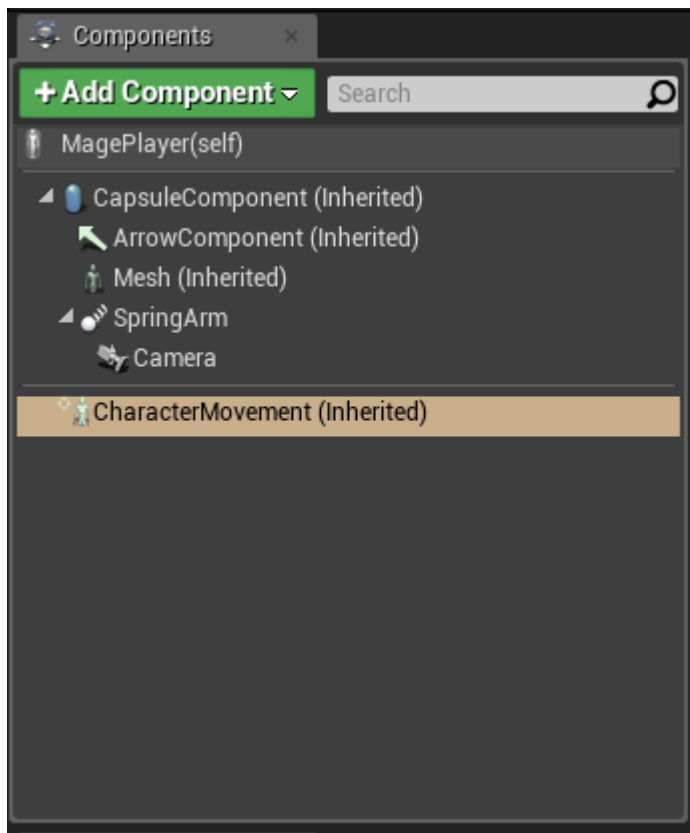 Components
+ Add Component
Search
MagePlayer(self)
CapsuleComponent (Inherited)
ArrowComponent (Inherited)
Mesh (Inherited)
SpringArm
Camera
CharacterMovement (Inherited)